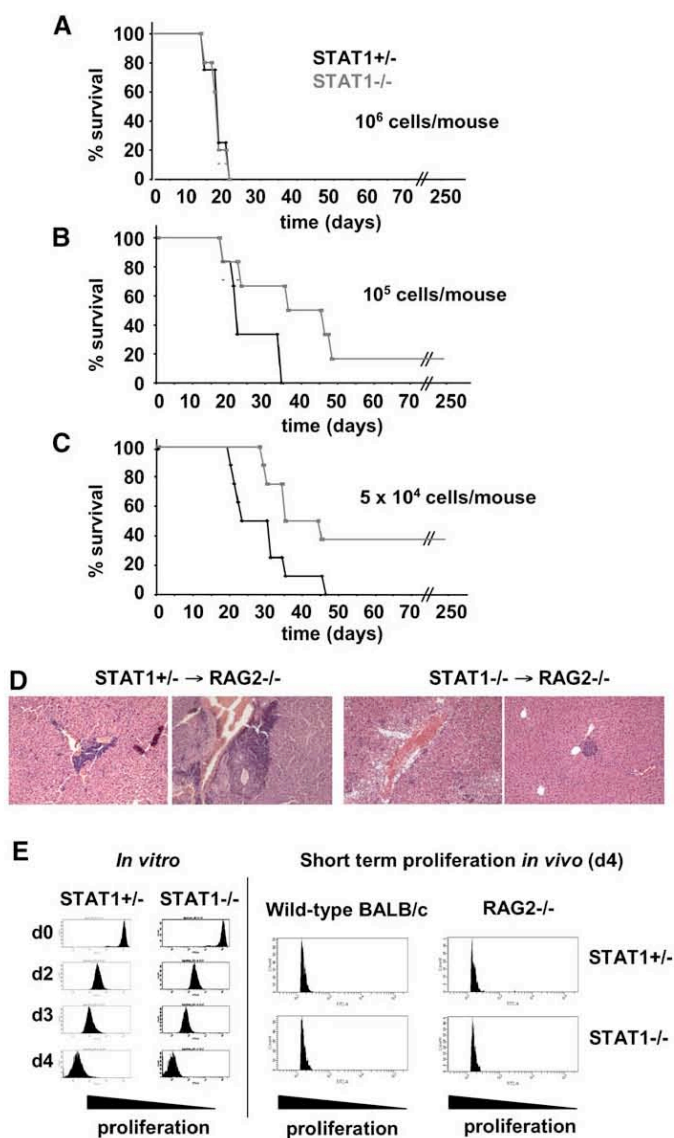 A
100
80
60
40
20
0
% survival
STAT1+/-
STAT1-/-
10⁶ cells/mouse
0 10 20 30 40 50 60 70 250
time (days)
B
100
80
60
40
20
0
% survival
10⁵ cells/mouse
0 10 20 30 40 50 60 70 250
time (days)
C
100
80
60
40
20
0
% survival
5 x 10⁴ cells/mouse
0 10 20 30 40 50 60 70 250
time (days)
D
STAT1+/- → RAG2-/-
STAT1-/- → RAG2-/-
E
In vitro
Short term proliferation in vivo (d4)
STAT1+/- STAT1-/-
Wild-type BALB/c
RAG2-/-
d0
d2
d3
d4
STAT1+/-
STAT1-/-
proliferation
proliferation